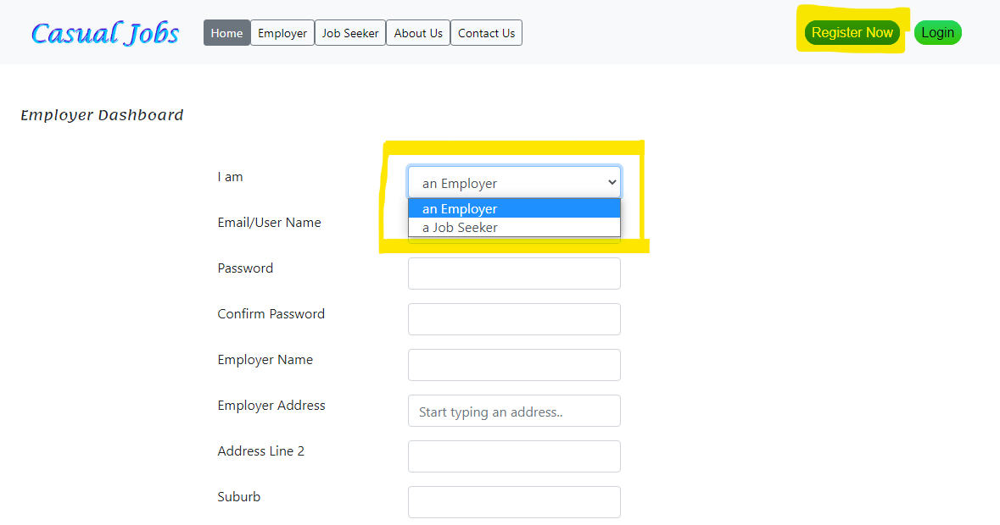 Casual Jobs Home Employer Job Seeker About Us Contact Us Register Now Login
Employer Dashboard
I am an Employer
an Employer
Email/User Name a Job Seeker
Password
Confirm Password
Employer Name
Employer Address Start typing an address..
Address Line 2
Suburb